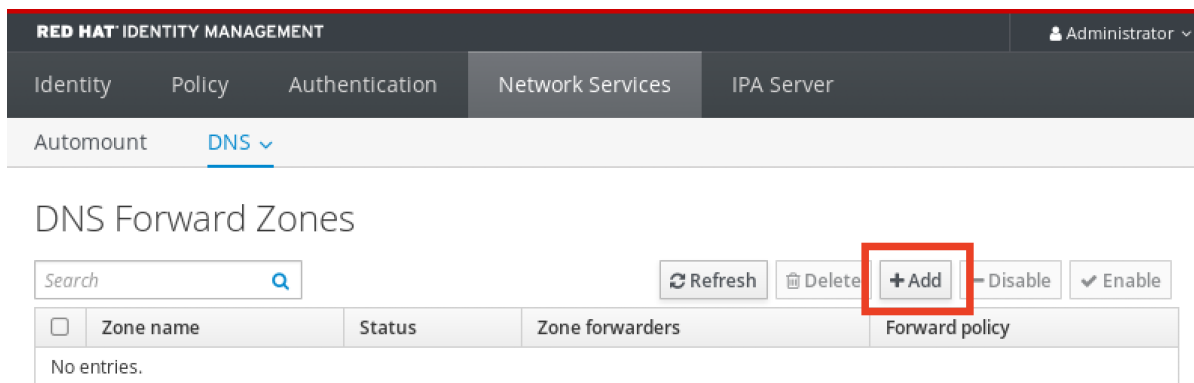 RED HAT® IDENTITY MANAGEMENT Administrator
Identity Policy Authentication Network Services IPA Server
Automount DNS
DNS Forward Zones
Search Refresh Delete Add Disable Enable
Zone name Status Zone forwarders Forward policy
No entries.